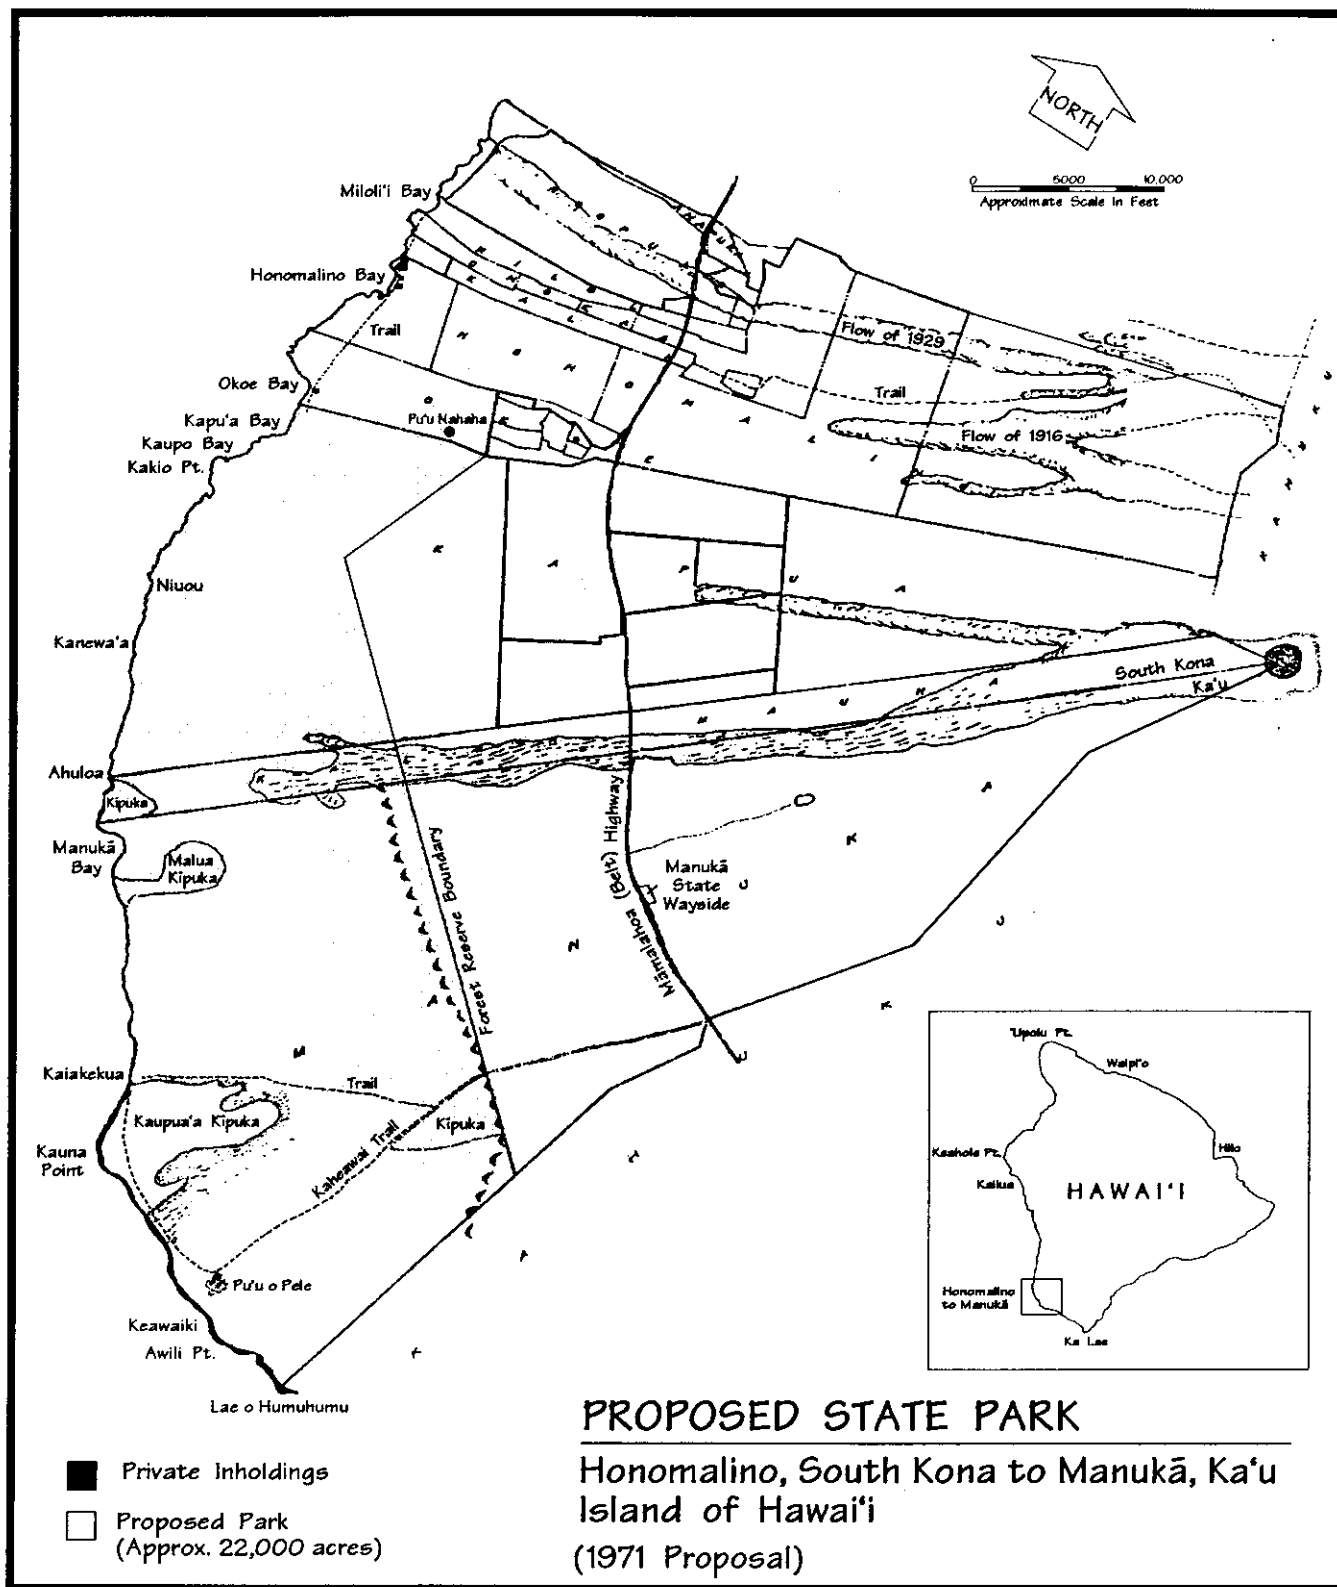 NORTH
0 5000 10,000
Approximate Scale in Feet
Miloli'i Bay
Honomalino Bay
Trail
Okoe Bay
Kapu'a Bay
Kaupo Bay
Kakio Pt.
Pu'u Nahaha
Flow of 1929
Trail
Flow of 1916
HONOMALINO
KAPUA
Niuou
Kanewa'a
South Kona
Ka'u
Ahuloa
Kipuka
Manukā
Bay
Malua
Kipuka
Forest Reserve Boundary
Māmalahoa (Belt) Highway
Manukā
State
Wayside
MANUKA
Kaiakekua
Trail
Kaupua'a Kipuka
Kipuka
Kauna
Point
Kaheawai Trail
Pu'u o Pele
Keawaiki
Awili Pt.
Lae o Humuhumu
'Upolu Pt.
Waipi'o
Keahole Pt.
Kailua
Hilo
HAWAI'I
Honomalino
to Manukā
Ka Lae
PROPOSED STATE PARK
Honomalino, South Kona to Manukā, Ka'u
Island of Hawai'i
(1971 Proposal)
Private Inholdings
Proposed Park
(Approx. 22,000 acres)